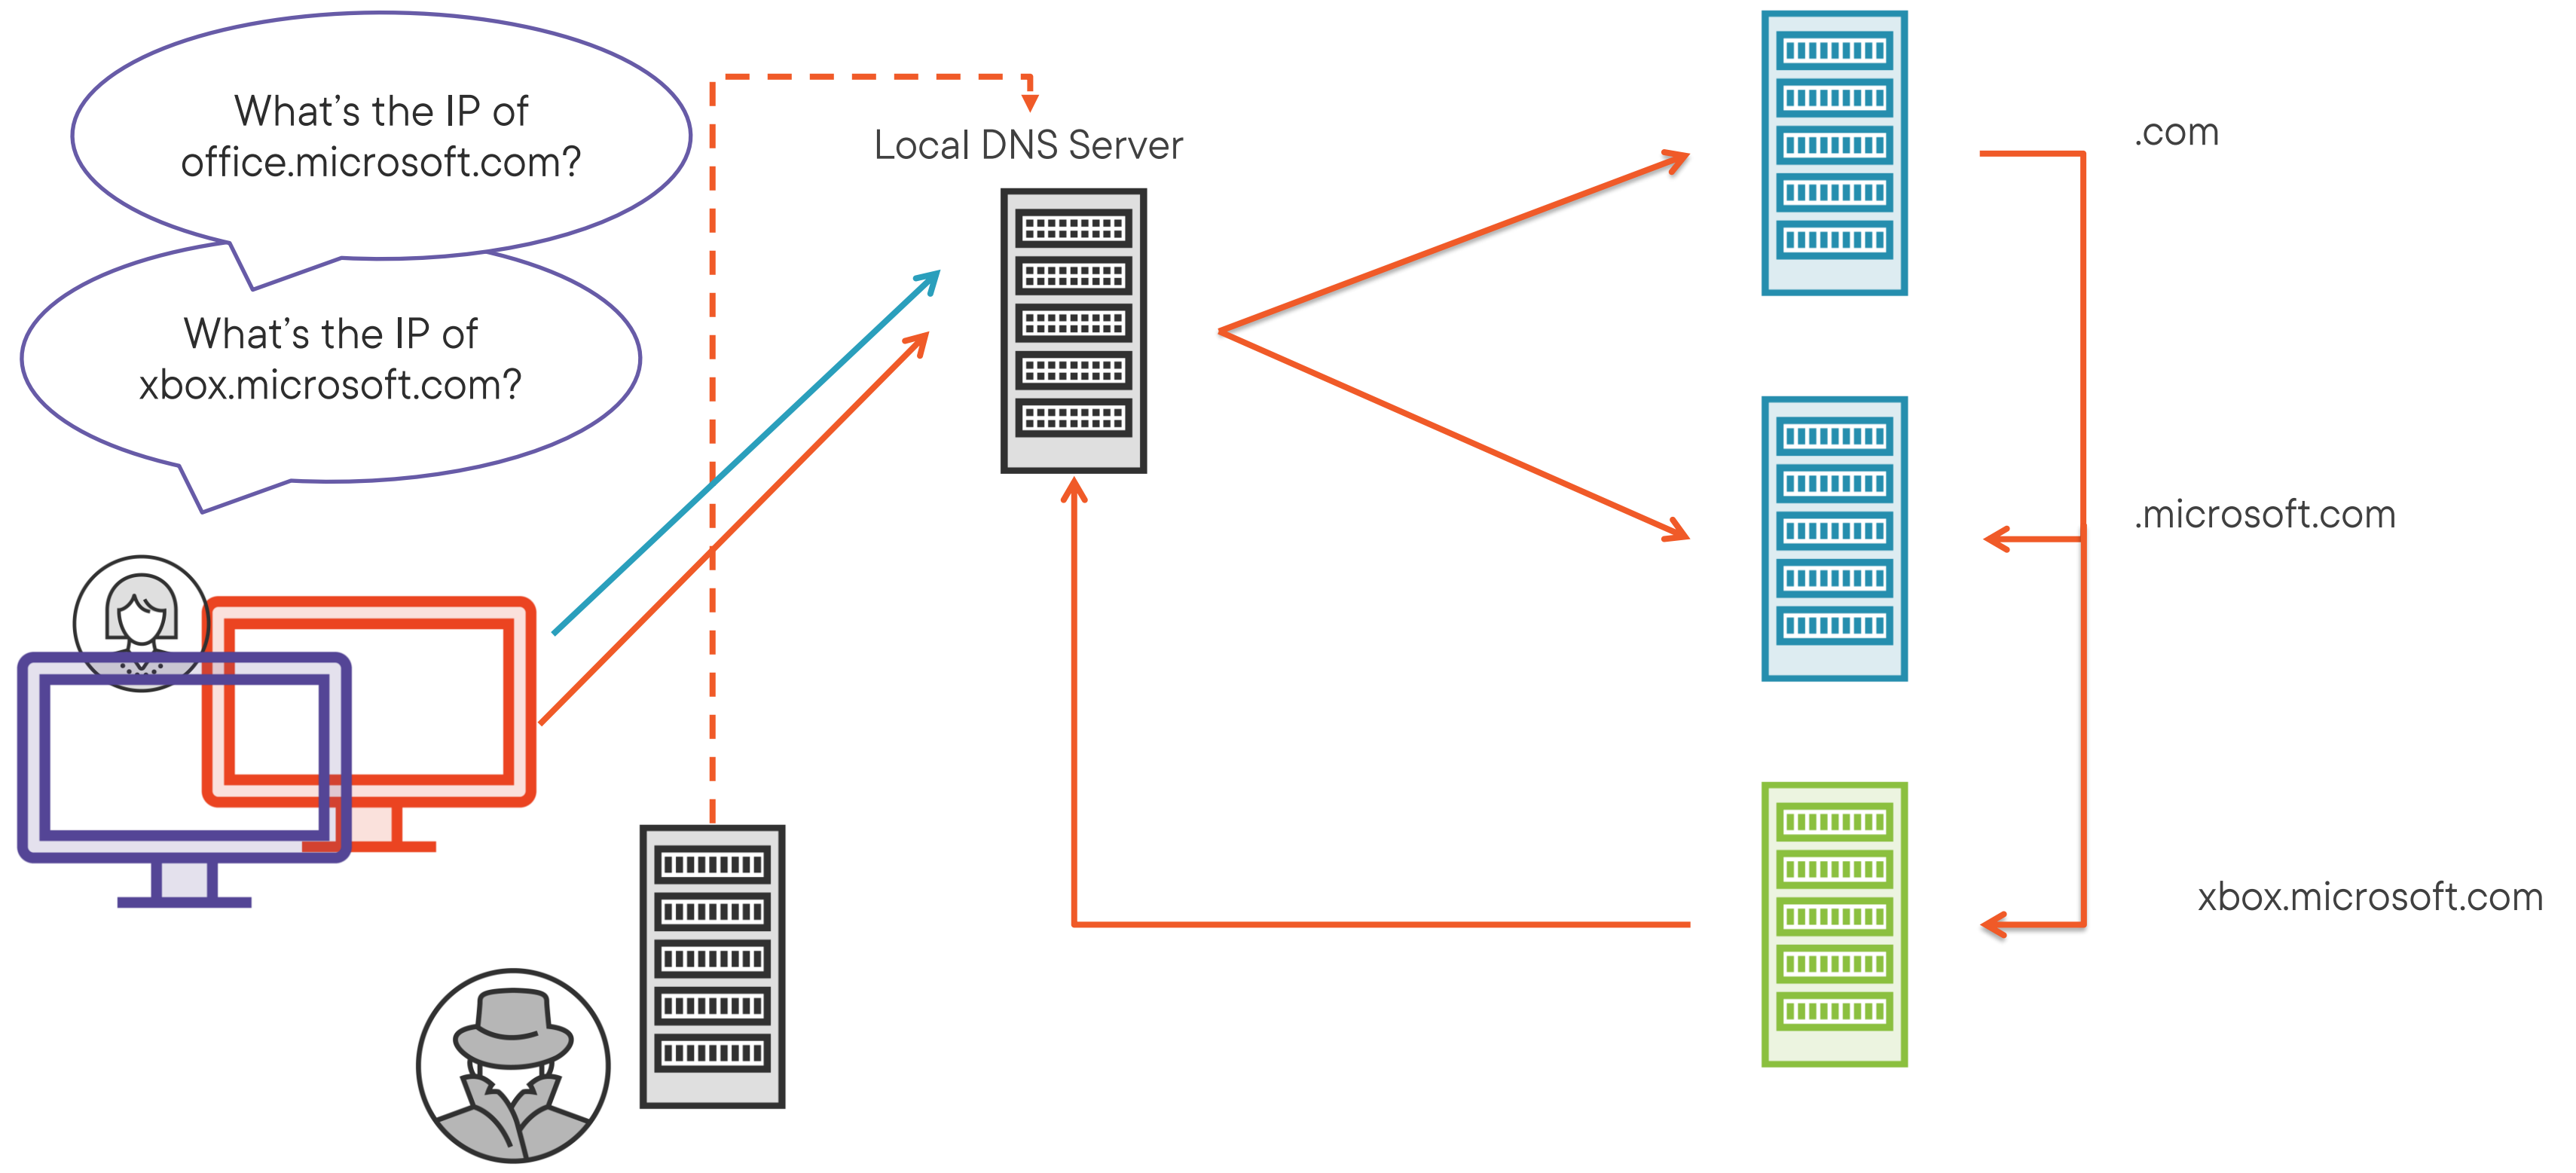 What’s the IP of
office.microsoft.com?
What’s the IP of
xbox.microsoft.com?
Local DNS Server
.com
.microsoft.com
xbox.microsoft.com